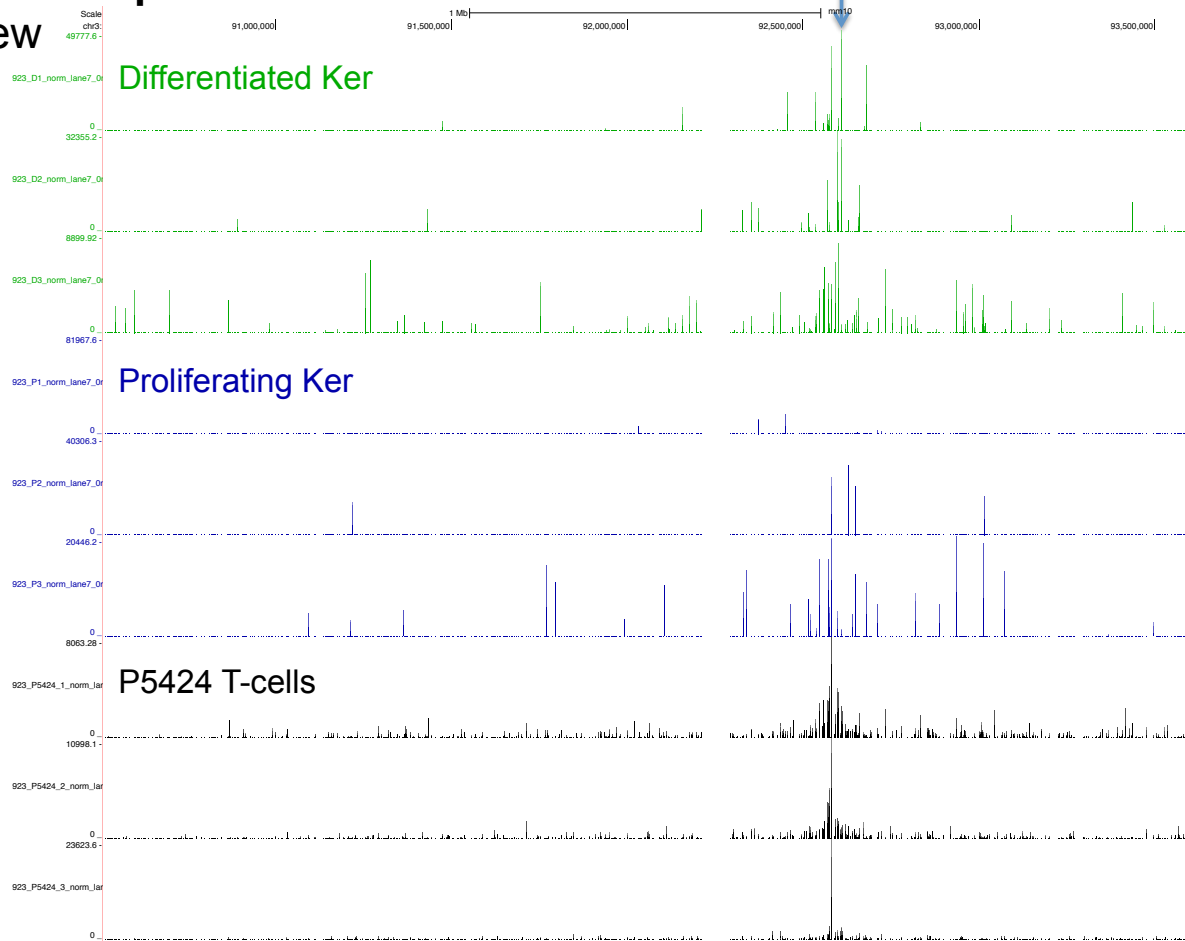 ew
Scale
1 Mb
mm10
chr3:
91,000,000
91,500,000
92,000,000
92,500,000
93,000,000
93,500,000
49777.6
923_D1_norm_lane7_0
Differentiated Ker
0
32355.2
923_D2_norm_lane7_0
0
8899.92
923_D3_norm_lane7_0
0
81967.6
923_P1_norm_lane7_0
Proliferating Ker
0
40306.3
923_P2_norm_lane7_0
0
20446.2
923_P3_norm_lane7_0
0
8063.28
923_P5424_1_norm_lar
P5424 T-cells
0
10998.1
923_P5424_2_norm_lar
0
23623.6
923_P5424_3_norm_lar
0